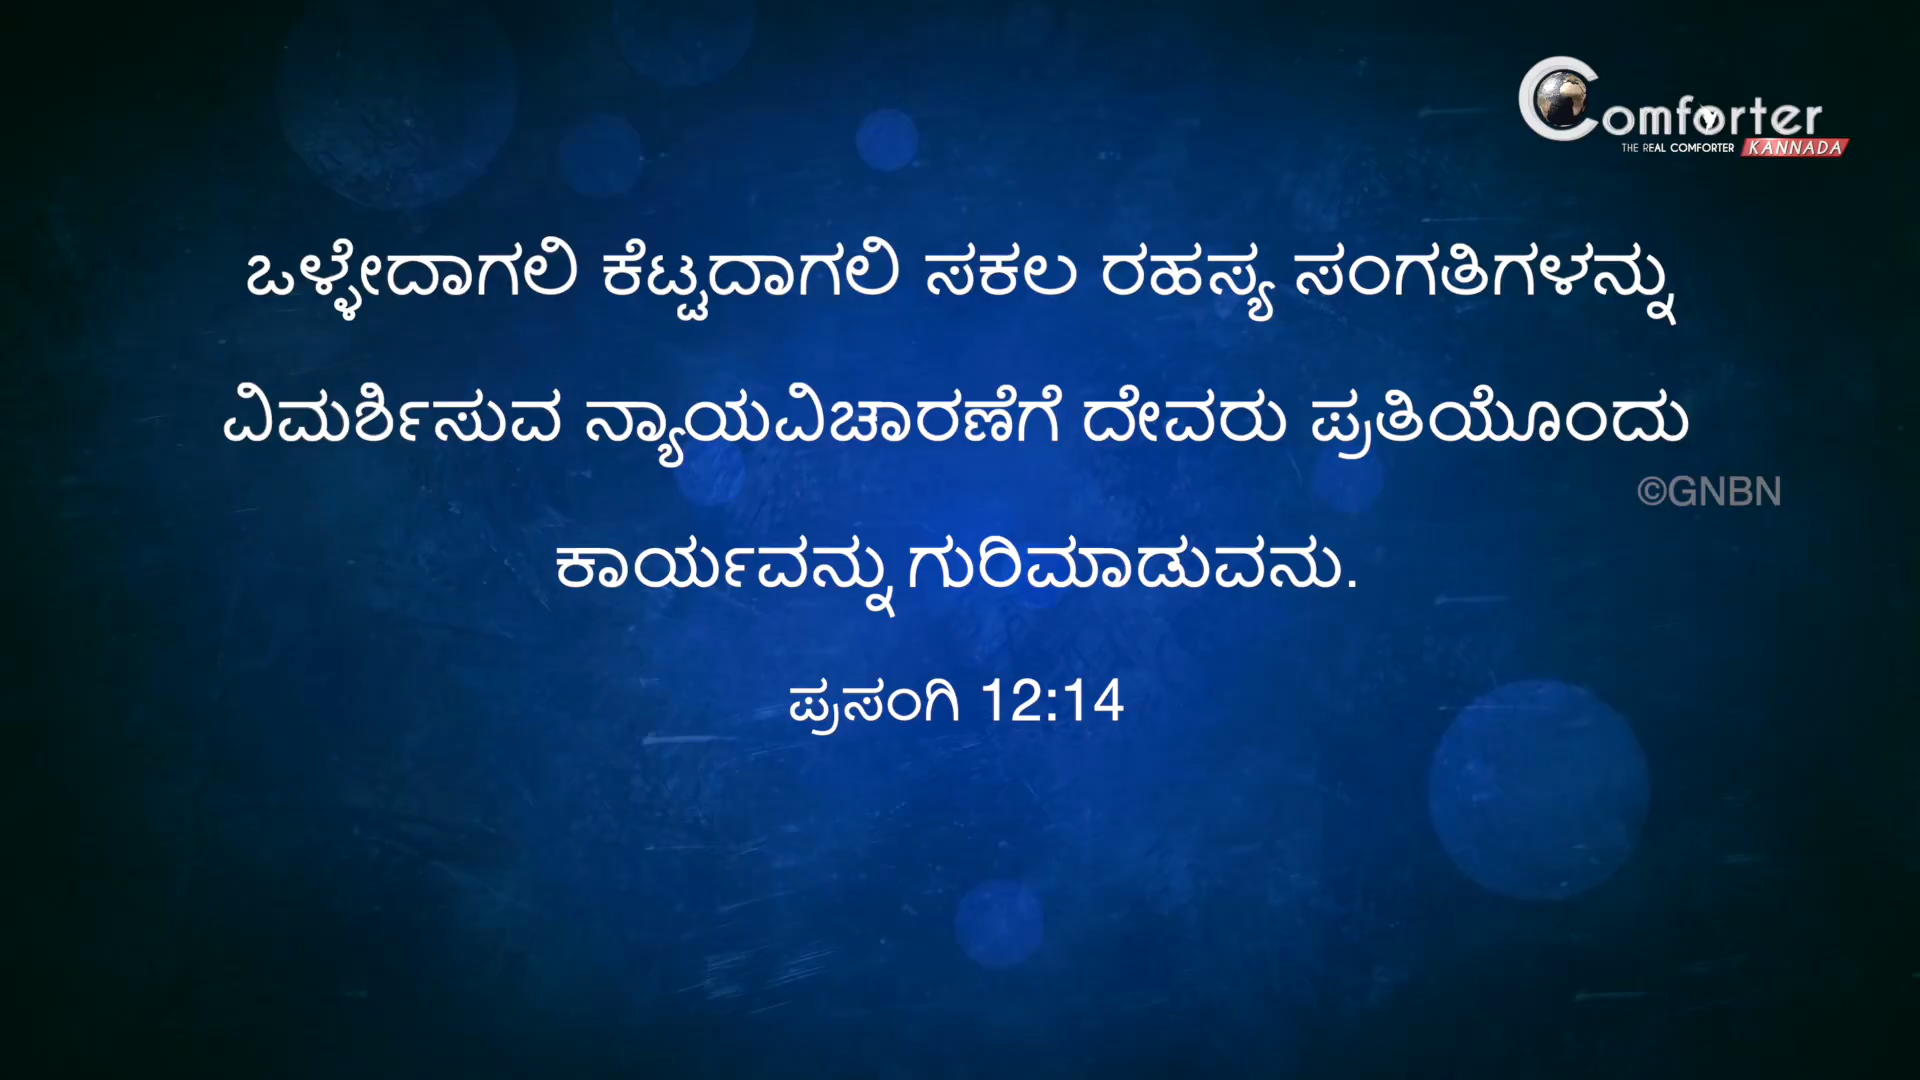 Comforter
THE REAL COMFORTER KANNADA
ಒಳ್ಳೇದಾಗಲಿ ಕೆಟ್ಟದಾಗಲಿ ಸಕಲ ರಹಸ್ಯ ಸಂಗತಿಗಳನ್ನು
ವಿಮರ್ಶಿಸುವ ನ್ಯಾಯವಿಚಾರಣೆಗೆ ದೇವರು ಪ್ರತಿಯೊಂದು
©GNBN
ಕಾರ್ಯವನ್ನು ಗುರಿಮಾಡುವನು.
ಪ್ರಸಂಗಿ 12:14